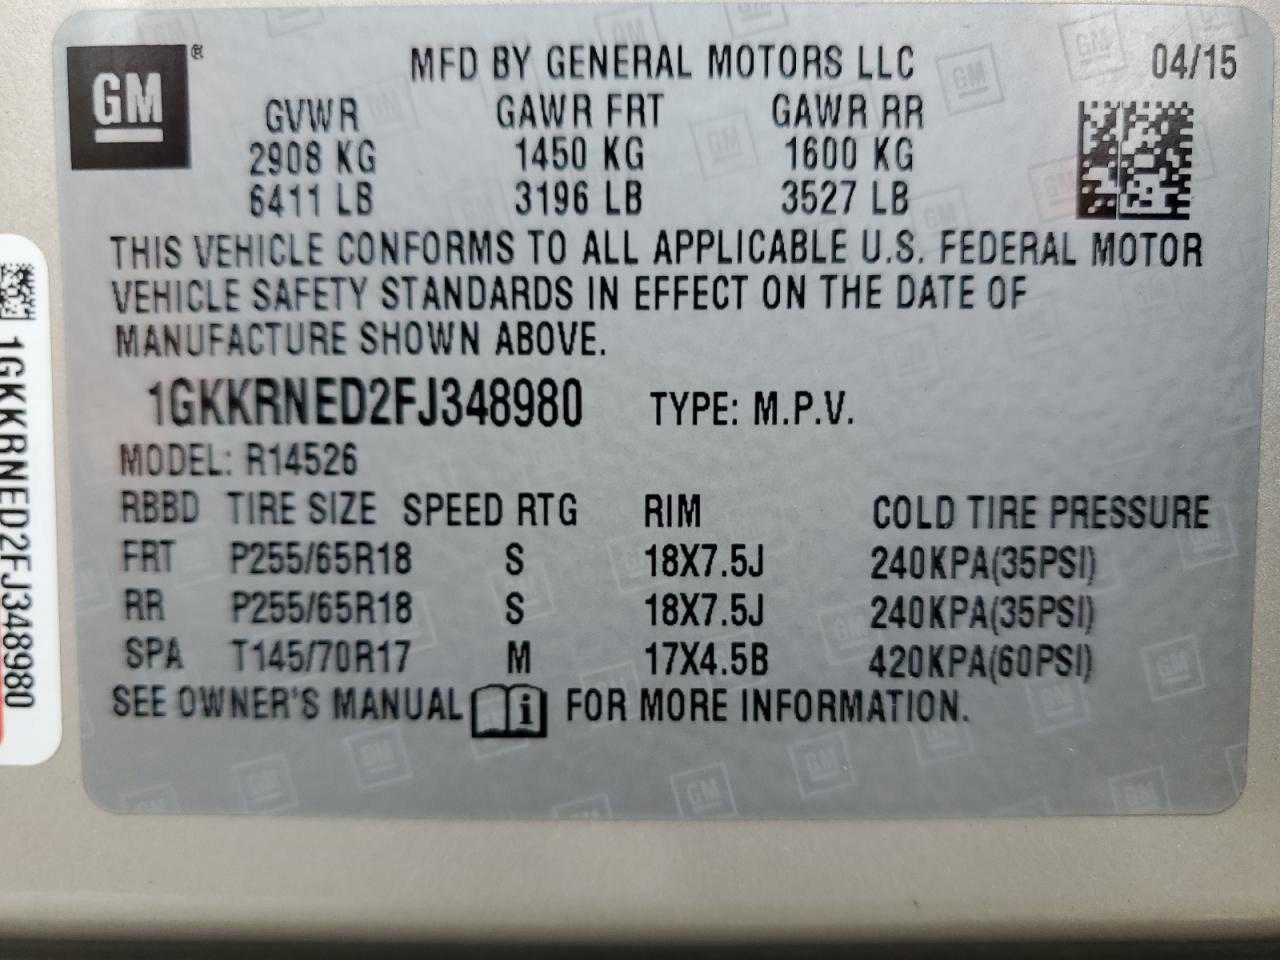 GM®
MFD BY GENERAL MOTORS LLC 04/15
GVWR GAWR FRT GAWR RR
2908 KG 1450 KG 1600 KG
6411 LB 3196 LB 3527 LB
THIS VEHICLE CONFORMS TO ALL APPLICABLE U.S. FEDERAL MOTOR
VEHICLE SAFETY STANDARDS IN EFFECT ON THE DATE OF
MANUFACTURE SHOWN ABOVE.
1GKKRNED2FJ348980 TYPE: M.P.V.
MODEL: R14526
RBBD TIRE SIZE SPEED RTG RIM COLD TIRE PRESSURE
FRT P255/65R18 S 18X7.5J 240KPA(35PSI)
RR P255/65R18 S 18X7.5J 240KPA(35PSI)
SPA T145/70R17 M 17X4.5B 420KPA(60PSI)
SEE OWNER'S MANUAL i FOR MORE INFORMATION.
1GKKRNED2FJ348980